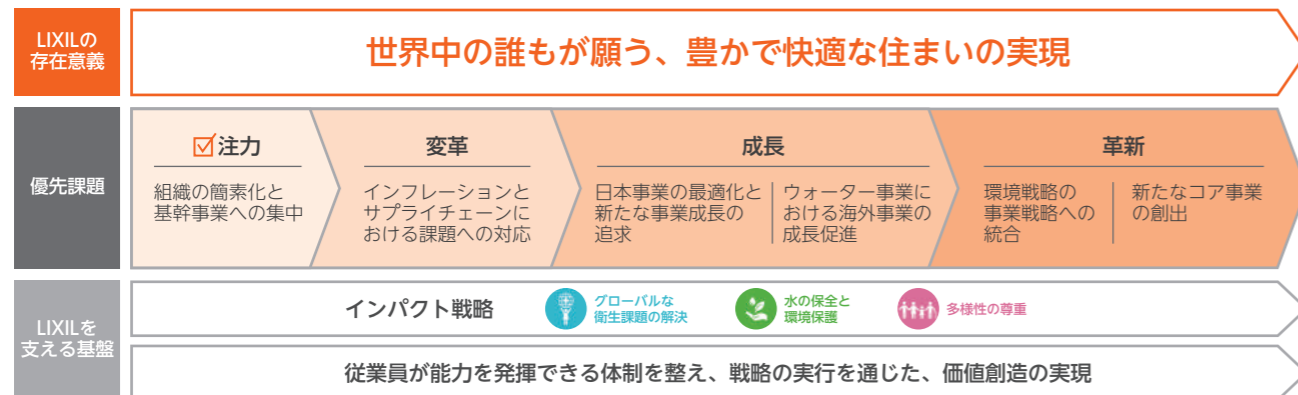 LIXILの
存在意義
世界中の誰もが願う、豊かで快適な住まいの実現
優先課題
注力
組織の簡素化と
基幹事業への集中
変革
インフレーションと
サプライチェーンに
おける課題への対応
成長
日本事業の最適化と
新たな事業成長の
追求
ウォーター事業に
おける海外事業の
成長促進
革新
環境戦略の
事業戦略への
統合
新たなコア事業
の創出
LIXILを
支える基盤
インパクト戦略
グローバルな
衛生課題の解決
水の保全と
環境保護
多様性の尊重
従業員が能力を発揮できる体制を整え、戦略の実行を通じた、価値創造の実現